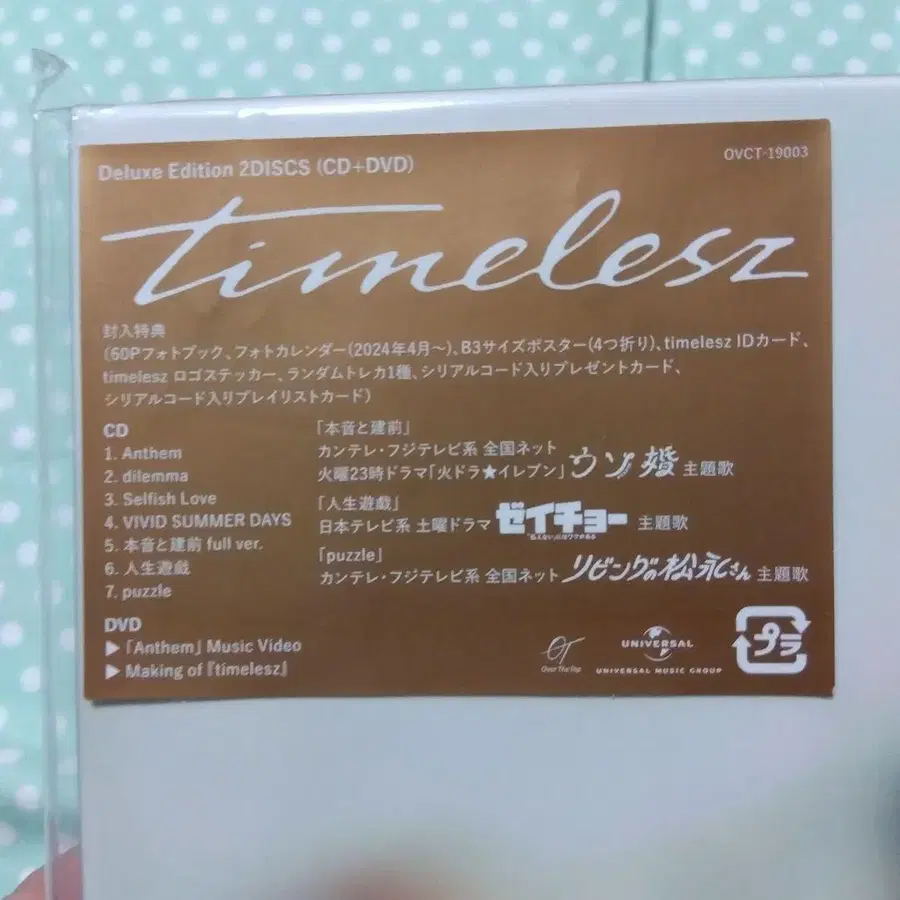 Deluxe Edition 2DISCS (CD+DVD)
OVCT-19003
timelesz
封入特典
(60Pフォトブック、フォトカレンダー(2024年4月〜)、B3サイズポスター(4つ折り)、timelesz IDカード、
timelesz ロゴステッカー、ランダムトレカ1種、シリアルコード入りプレゼントカード、
シリアルコード入りプレイリストカード)
CD
1. Anthem
2. dilemma
3. Selfish Love
4. VIVID SUMMER DAYS
5. 本音と建前 full ver.
6. 人生遊戯
7. puzzle
「本音と建前」
カンテレ・フジテレビ系 全国ネット
火曜23時ドラマ「火ドラ★イレブン」ウソ婚 主題歌
「人生遊戯」
日本テレビ系 土曜ドラマ ゼイチョー 主題歌
「puzzle」
カンテレ・フジテレビ系 全国ネット リビングの松永さん 主題歌
DVD
▶「Anthem」Music Video
▶ Making of『timelesz』
Over The Top
UNIVERSAL
UNIVERSAL MUSIC GROUP
プラ